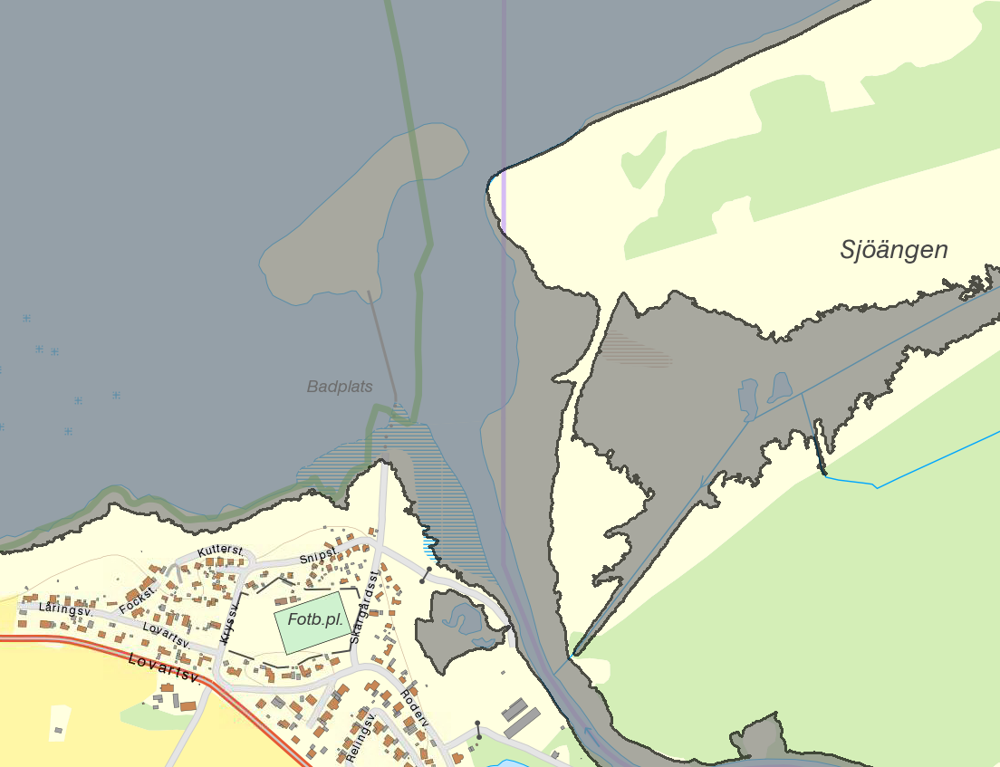 Sjöängen
Badplats
Kutterst.
Snipst.
Fockst.
Skärgårdsst.
Låringsv.
Kryssv.
Fotb.pl.
Lovartsv.
Lovartsv.
Roderv.
Relingsv.